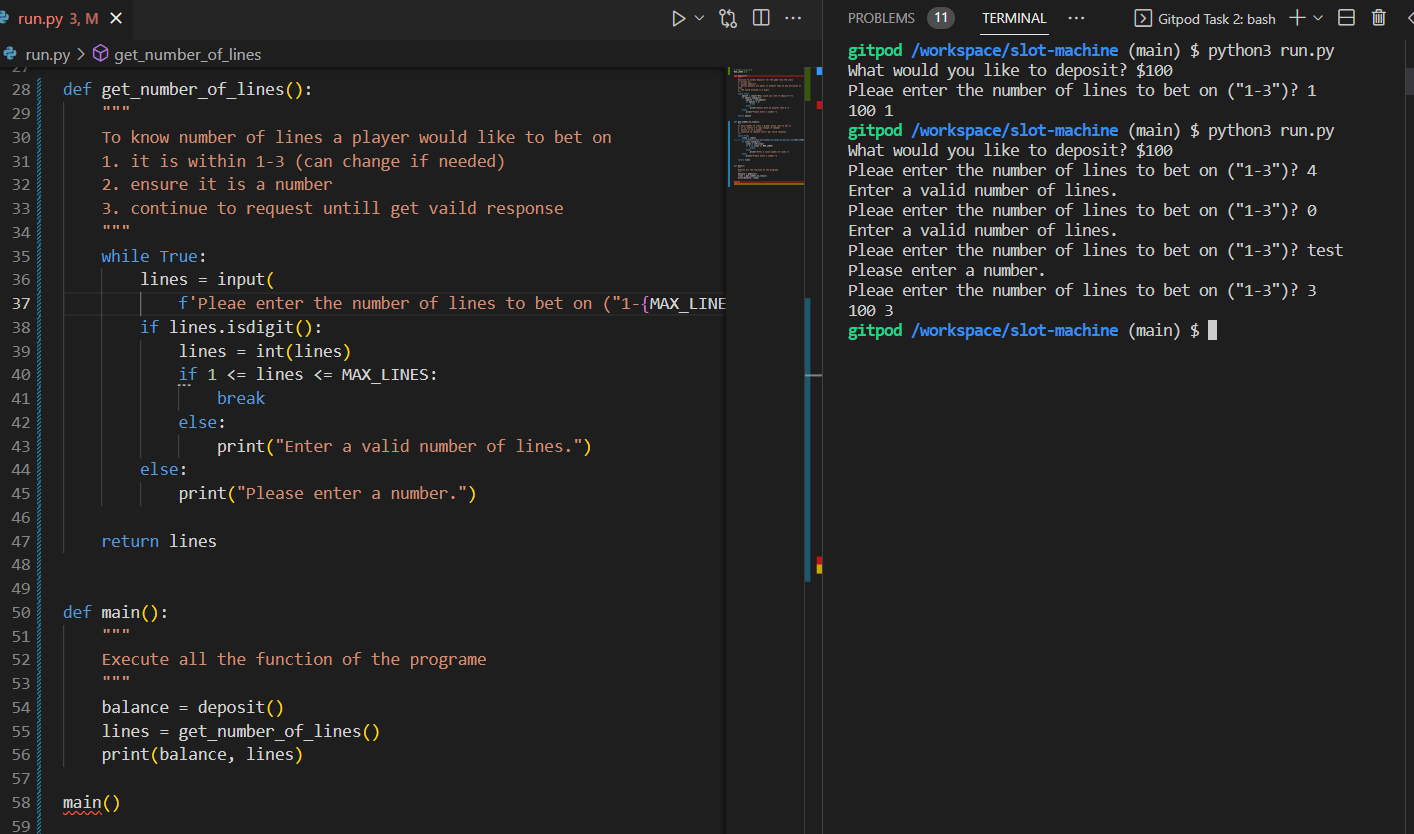 run.py 3, M
run.py > get_number_of_lines
27
28 def get_number_of_lines():
29 """
30 To know number of lines a player would like to bet on
31 1. it is within 1-3 (can change if needed)
32 2. ensure it is a number
33 3. continue to request untill get vaild response
34 """
35 while True:
36 lines = input(
37 f'Pleae enter the number of lines to bet on ("1-{MAX_LINE
38 if lines.isdigit():
39 lines = int(lines)
40 if 1 <= lines <= MAX_LINES:
41 break
42 else:
43 print("Enter a valid number of lines.")
44 else:
45 print("Please enter a number.")
46
47 return lines
48
49
50 def main():
51 """
52 Execute all the function of the programe
53 """
54 balance = deposit()
55 lines = get_number_of_lines()
56 print(balance, lines)
57
58 main()
59
PROBLEMS 11 TERMINAL Gitpod Task 2: bash
gitpod /workspace/slot-machine (main) $ python3 run.py
What would you like to deposit? $100
Pleae enter the number of lines to bet on ("1-3")? 1
100 1
gitpod /workspace/slot-machine (main) $ python3 run.py
What would you like to deposit? $100
Pleae enter the number of lines to bet on ("1-3")? 4
Enter a valid number of lines.
Pleae enter the number of lines to bet on ("1-3")? 0
Enter a valid number of lines.
Pleae enter the number of lines to bet on ("1-3")? test
Please enter a number.
Pleae enter the number of lines to bet on ("1-3")? 3
100 3
gitpod /workspace/slot-machine (main) $